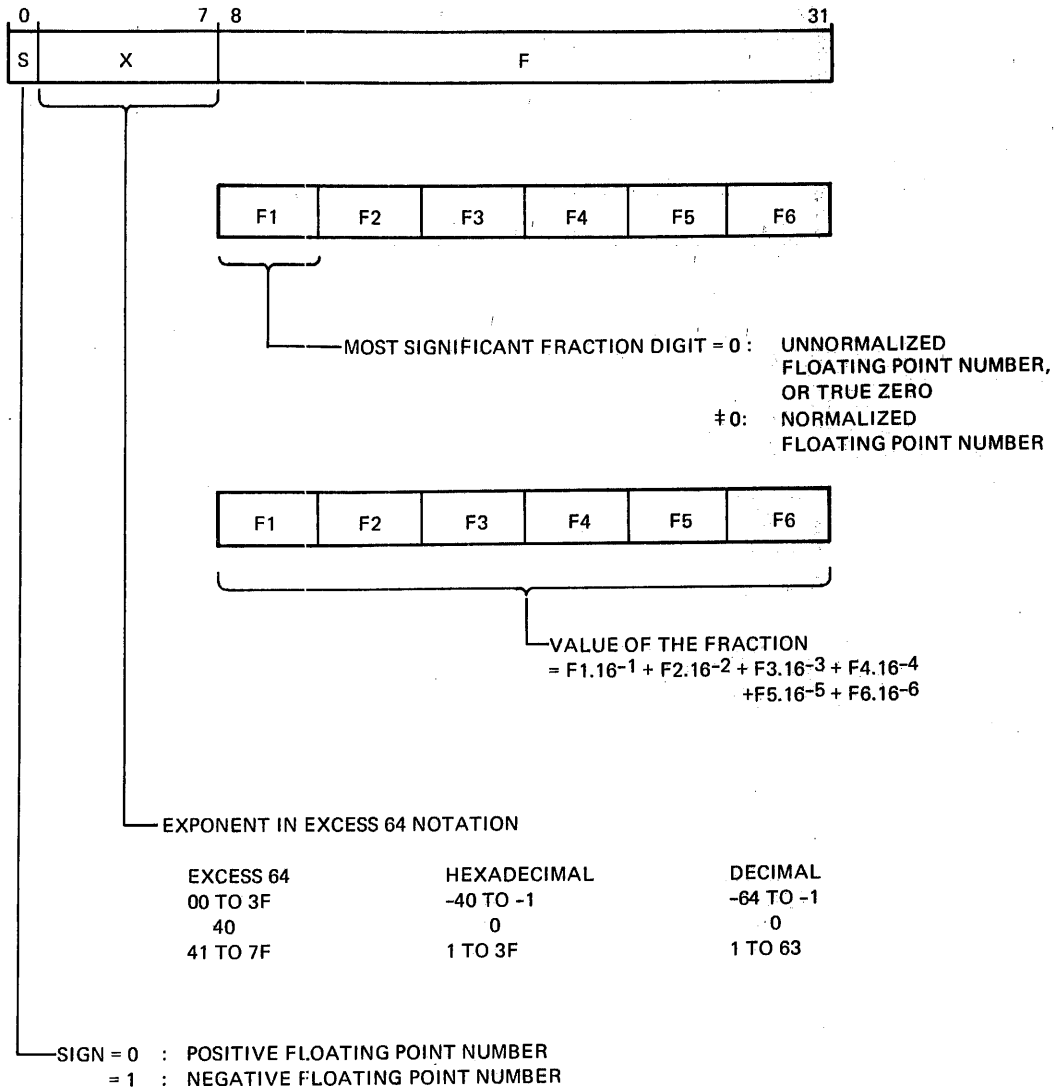 0 7 8 31
S X F
F1 F2 F3 F4 F5 F6
MOST SIGNIFICANT FRACTION DIGIT = 0 : UNNORMALIZED
FLOATING POINT NUMBER,
OR TRUE ZERO
≠ 0: NORMALIZED
FLOATING POINT NUMBER
F1 F2 F3 F4 F5 F6
VALUE OF THE FRACTION
= F1.16⁻¹ + F2.16⁻² + F3.16⁻³ + F4.16⁻⁴
+F5.16⁻⁵ + F6.16⁻⁶
EXPONENT IN EXCESS 64 NOTATION
EXCESS 64 HEXADECIMAL DECIMAL
00 TO 3F -40 TO -1 -64 TO -1
40 0 0
41 TO 7F 1 TO 3F 1 TO 63
SIGN = 0 : POSITIVE FLOATING POINT NUMBER
= 1 : NEGATIVE FLOATING POINT NUMBER